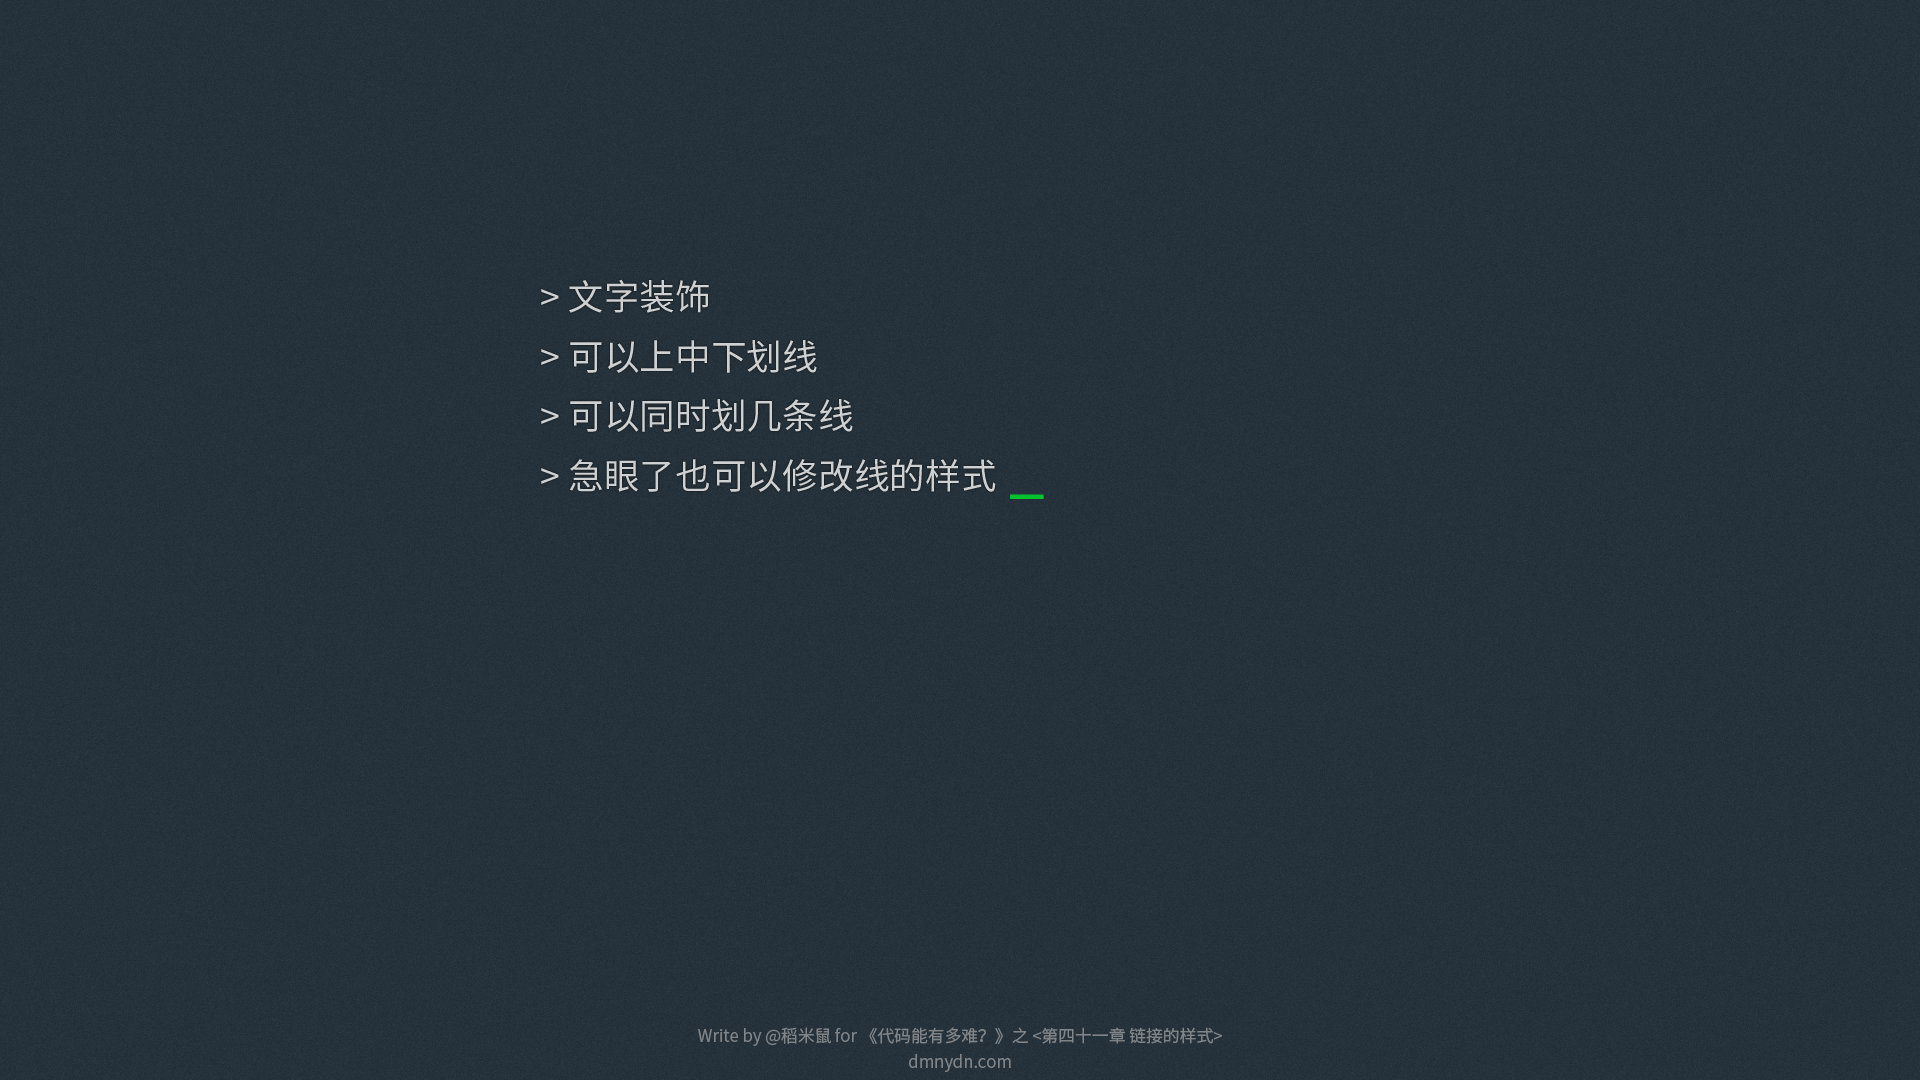 > 文字装饰
> 可以上中下划线
> 可以同时划几条线
> 急眼了也可以修改线的样式 _
Write by @稻米鼠 for 《代码能有多难？》之 <第四十一章 链接的样式>
dmnydn.com